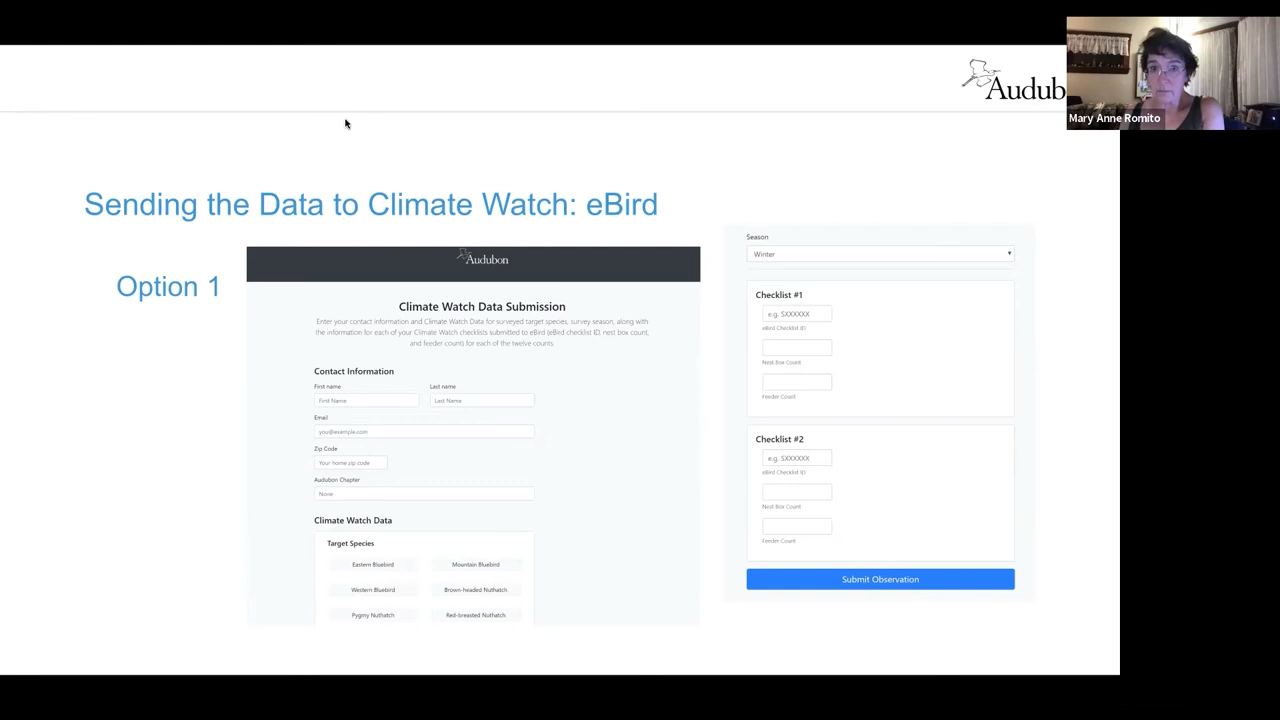 Audub
Mary Anne Romito
Sending the Data to Climate Watch: eBird
Option 1
Audubon
Climate Watch Data Submission
Enter your contact information and Climate Watch Data for surveyed target species, survey season, along with
the information for each of your Climate Watch checklists submitted to eBird (eBird checklist ID, nest box count,
and feeder count) for each of the twelve counts.
Contact Information
First name
Last name
First Name
Last Name
Email
you@example.com
Zip Code
Your home zip code
Audubon Chapter
None
Climate Watch Data
Target Species
Eastern Bluebird
Mountain Bluebird
Western Bluebird
Brown-headed Nuthatch
Pygmy Nuthatch
Red-breasted Nuthatch
Season
Winter
Checklist #1
e.g. SXXXXXX
eBird Checklist ID
Nest Box Count
Feeder Count
Checklist #2
e.g. SXXXXXX
eBird Checklist ID
Nest Box Count
Feeder Count
Submit Observation